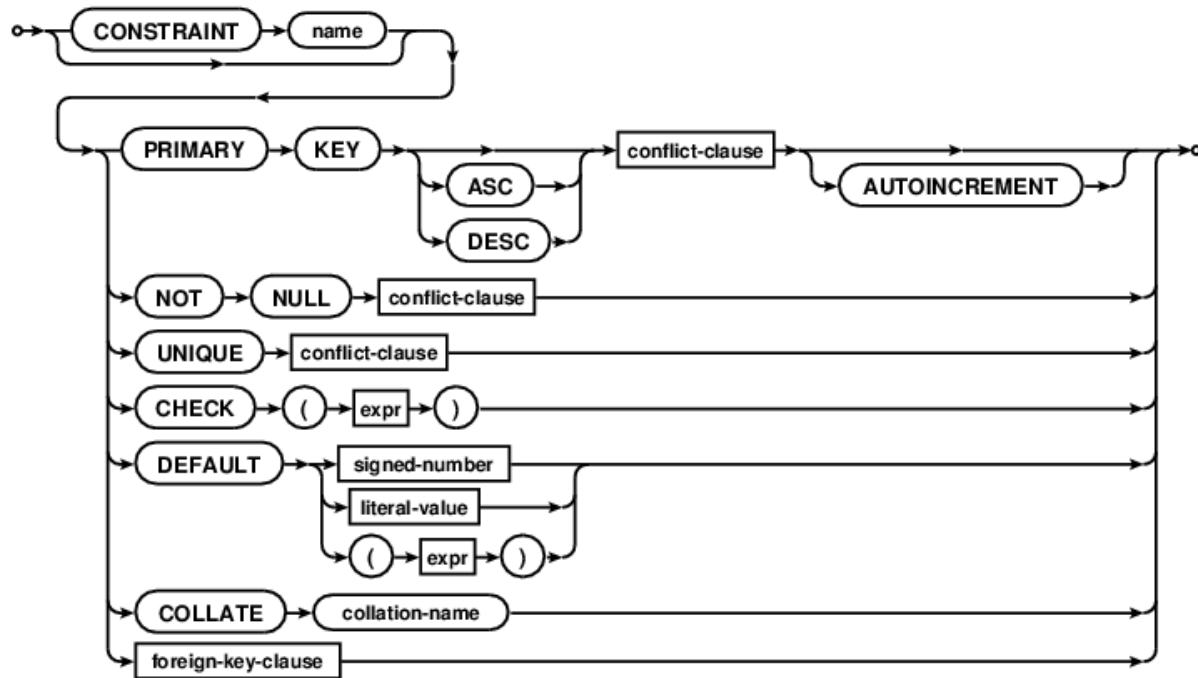 CONSTRAINT name
PRIMARY KEY conflict-clause
ASC AUTOINCREMENT
DESC
NOT NULL conflict-clause
UNIQUE conflict-clause
CHECK ( expr )
DEFAULT signed-number
literal-value
( expr )
COLLATE collation-name
foreign-key-clause